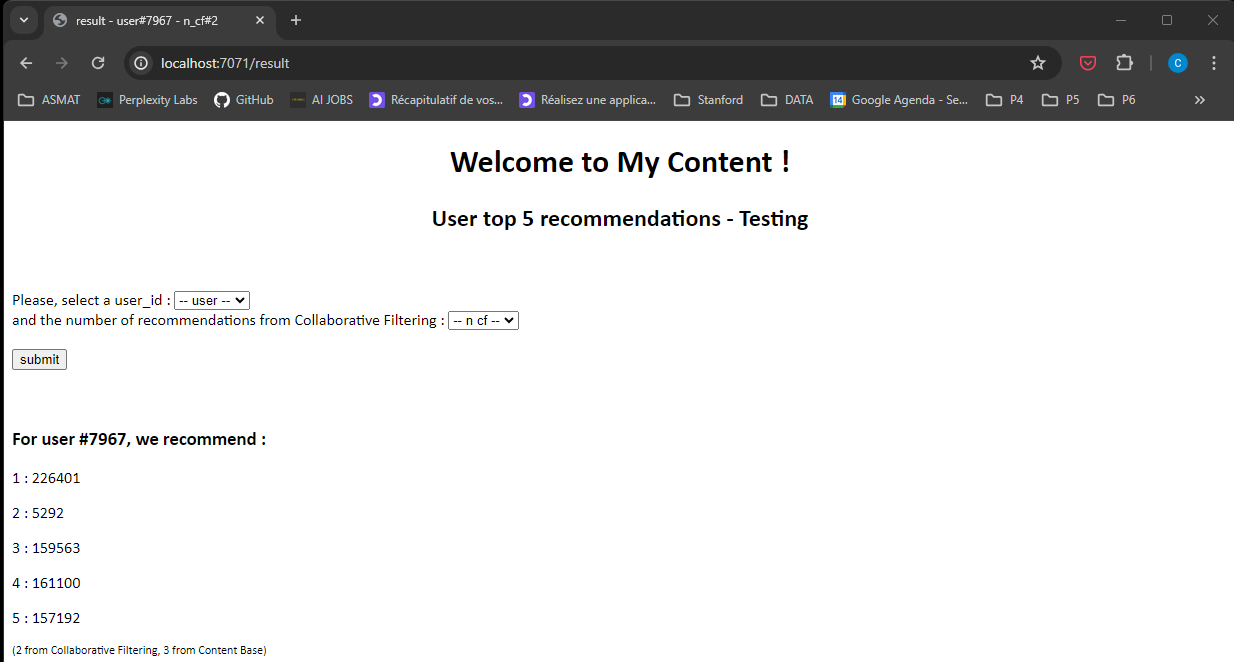 result - user#7967 - n_cf#2
localhost:7071/result
C
ASMAT Perplexity Labs GitHub AI JOBS Récapitulatif de vos... Réalisez une applica... Stanford DATA 14 Google Agenda - Se... P4 P5 P6
Welcome to My Content !
User top 5 recommendations - Testing
Please, select a user_id : -- user --
and the number of recommendations from Collaborative Filtering : -- n cf --
submit
For user #7967, we recommend :
1 : 226401
2 : 5292
3 : 159563
4 : 161100
5 : 157192
(2 from Collaborative Filtering, 3 from Content Base)